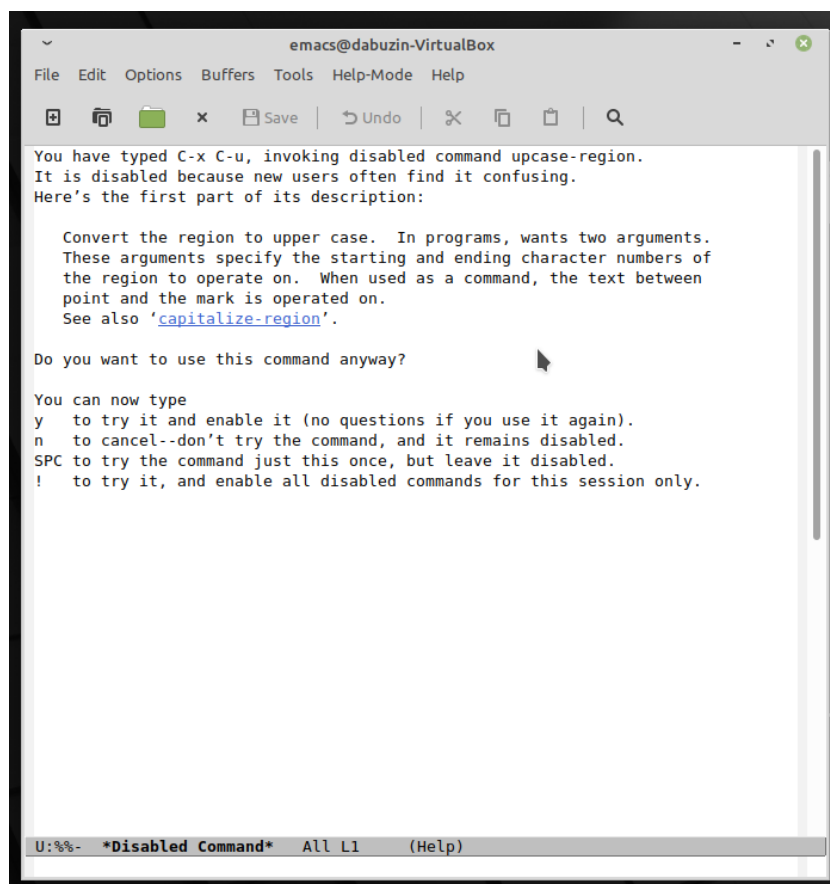 emacs@dabuzin-VirtualBox
File Edit Options Buffers Tools Help-Mode Help
Save Undo
You have typed C-x C-u, invoking disabled command upcase-region.
It is disabled because new users often find it confusing.
Here’s the first part of its description:
Convert the region to upper case.  In programs, wants two arguments.
These arguments specify the starting and ending character numbers of
the region to operate on.  When used as a command, the text between
point and the mark is operated on.
See also ‘capitalize-region’.
Do you want to use this command anyway?
You can now type
y   to try it and enable it (no questions if you use it again).
n   to cancel--don’t try the command, and it remains disabled.
SPC to try the command just this once, but leave it disabled.
!   to try it, and enable all disabled commands for this session only.
U:%%-  *Disabled Command*   All L1     (Help)